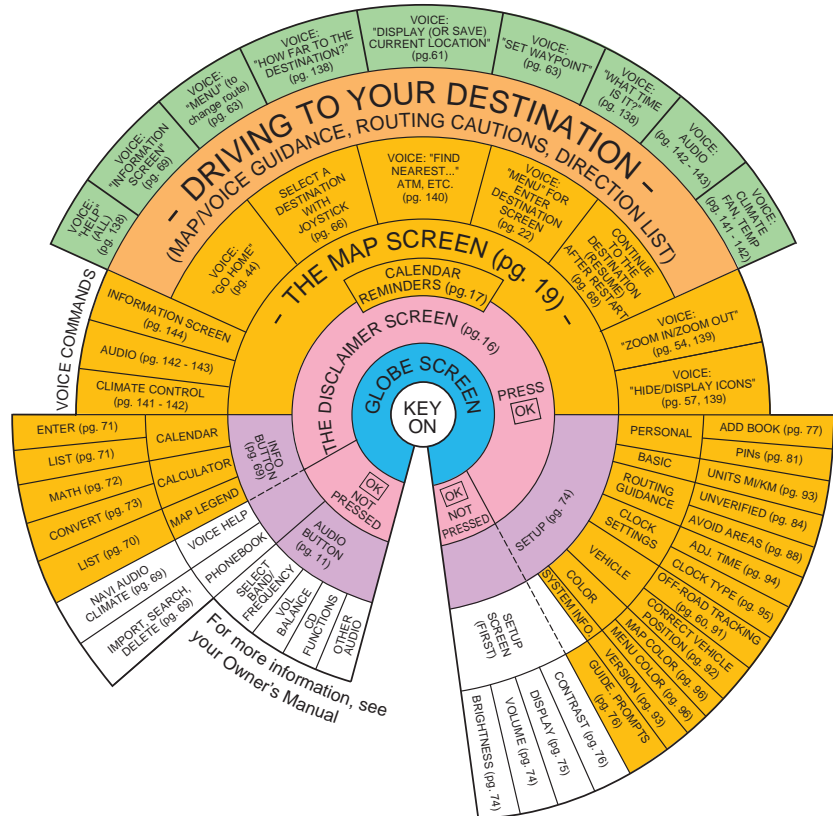 VOICE:
"HELP"
(ALL)
(pg. 138)
VOICE:
"INFORMATION
SCREEN"
(pg. 69)
VOICE:
"MENU" (to
change route)
(pg. 63)
VOICE:
"HOW FAR TO THE
DESTINATION?"
(pg. 138)
VOICE:
"DISPLAY (OR SAVE)
CURRENT LOCATION"
(pg.61)
VOICE:
"SET WAYPOINT"
(pg. 63)
VOICE:
"WHAT TIME
IS IT?"
(pg. 138)
VOICE:
AUDIO
(pg. 142 - 143)
VOICE:
CLIMATE
FAN, TEMP
(pg. 141 - 142)
- DRIVING TO YOUR DESTINATION -
(MAP/VOICE GUIDANCE, ROUTING CAUTIONS, DIRECTION LIST)
VOICE:
"GO HOME"
(pg. 44)
SELECT A
DESTINATION
WITH
JOYSTICK
(pg. 66)
VOICE: "FIND
NEAREST..."
ATM, ETC.
(pg. 140)
VOICE:
"MENU" FOR
ENTER
DESTINATION
SCREEN
(pg. 22)
CONTINUE
TO THE
DESTINATION
(RESUME)
AFTER RESTART
(pg. 68)
VOICE COMMANDS
INFORMATION SCREEN
(pg. 144)
AUDIO (pg. 142 - 143)
CLIMATE CONTROL
(pg. 141 - 142)
VOICE:
"ZOOM IN/ZOOM OUT"
(pg. 54, 139)
VOICE:
"HIDE/DISPLAY ICONS"
(pg. 57, 139)
- THE MAP SCREEN (pg. 19) -
CALENDAR
REMINDERS (pg.17)
THE DISCLAIMER SCREEN (pg.16)
PRESS
OK
GLOBE SCREEN
KEY
ON
OK
NOT
PRESSED
OK
NOT
PRESSED
INFO
BUTTON
(pg. 69)
AUDIO
BUTTON
(pg. 11)
CALENDAR
CALCULATOR
MAP LEGEND
VOICE HELP
PHONEBOOK
SELECT
BAND/
FREQUENCY
VOL
BALANCE
CD
FUNCTIONS
OTHER
AUDIO
ENTER (pg. 71)
LIST (pg. 71)
MATH (pg. 72)
CONVERT (pg. 73)
LIST (pg. 70)
NAVI AUDIO
CLIMATE (pg. 69)
IMPORT, SEARCH,
DELETE (pg. 69)
For more information, see
your Owner's Manual
SETUP (pg. 74)
PERSONAL
BASIC
ROUTING
GUIDANCE
CLOCK
SETTINGS
VEHICLE
COLOR
SYSTEM INFO.
SETUP
SCREEN
(FIRST)
ADD BOOK (pg. 77)
PINs (pg. 81)
UNITS MI/KM (pg. 93)
UNVERIFIED (pg. 84)
AVOID AREAS (pg. 88)
ADJ. TIME (pg. 94)
CLOCK TYPE (pg. 95)
OFF-ROAD TRACKING
(pg. 60, 91)
CORRECT VEHICLE
POSITION (pg. 92)
MAP COLOR (pg. 96)
MENU COLOR (pg. 96)
VERSION (pg. 93)
GUIDE. PROMPTS
(pg. 76)
CONTRAST (pg. 76)
DISPLAY (pg. 75)
VOLUME (pg. 74)
BRIGHTNESS (pg. 74)